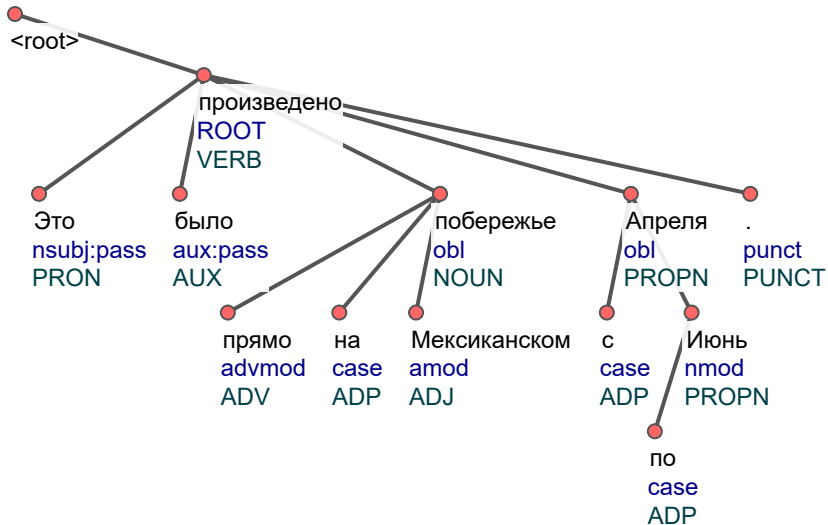 <root>
произведено
ROOT
VERB
Это
nsubj:pass
PRON
было
aux:pass
AUX
побережье
obl
NOUN
Апреля
obl
PROPN
.
punct
PUNCT
прямо
advmod
ADV
на
case
ADP
Мексиканском
amod
ADJ
с
case
ADP
Июнь
nmod
PROPN
по
case
ADP